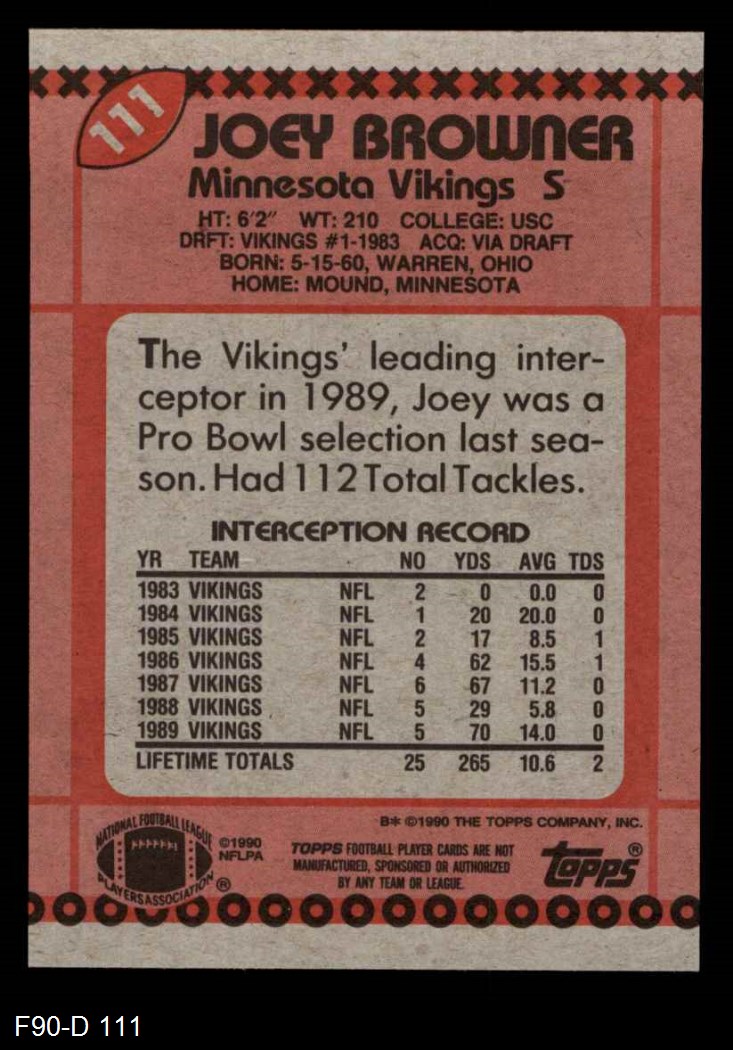 111
JOEY BROWNER
Minnesota Vikings S
HT: 6'2" WT: 210 COLLEGE: USC
DRFT: VIKINGS #1-1983 ACQ: VIA DRAFT
BORN: 5-15-60, WARREN, OHIO
HOME: MOUND, MINNESOTA
The Vikings' leading inter-
ceptor in 1989, Joey was a
Pro Bowl selection last sea-
son. Had 112 Total Tackles.
INTERCEPTION RECORD
YR TEAM NO YDS AVG TDS
1983 VIKINGS NFL 2 0 0.0 0
1984 VIKINGS NFL 1 20 20.0 0
1985 VIKINGS NFL 2 17 8.5 1
1986 VIKINGS NFL 4 62 15.5 1
1987 VIKINGS NFL 6 67 11.2 0
1988 VIKINGS NFL 5 29 5.8 0
1989 VIKINGS NFL 5 70 14.0 0
LIFETIME TOTALS 25 265 10.6 2
B* ©1990 THE TOPPS COMPANY, INC.
NATIONAL FOOTBALL LEAGUE
PLAYERS ASSOCIATION ®
©1990
NFLPA
TOPPS FOOTBALL PLAYER CARDS ARE NOT
MANUFACTURED, SPONSORED OR AUTHORIZED
BY ANY TEAM OR LEAGUE.
topps®
F90-D 111